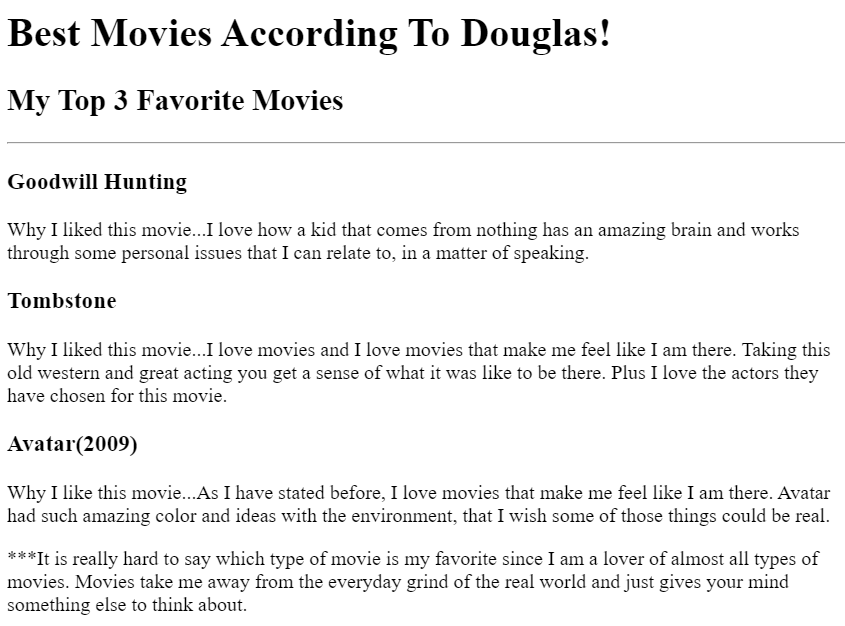 Best Movies According To Douglas!
My Top 3 Favorite Movies
Goodwill Hunting
Why I liked this movie...I love how a kid that comes from nothing has an amazing brain and works
through some personal issues that I can relate to, in a matter of speaking.
Tombstone
Why I liked this movie...I love movies and I love movies that make me feel like I am there. Taking this
old western and great acting you get a sense of what it was like to be there. Plus I love the actors they
have chosen for this movie.
Avatar(2009)
Why I like this movie...As I have stated before, I love movies that make me feel like I am there. Avatar
had such amazing color and ideas with the environment, that I wish some of those things could be real.
***It is really hard to say which type of movie is my favorite since I am a lover of almost all types of
movies. Movies take me away from the everyday grind of the real world and just gives your mind
something else to think about.